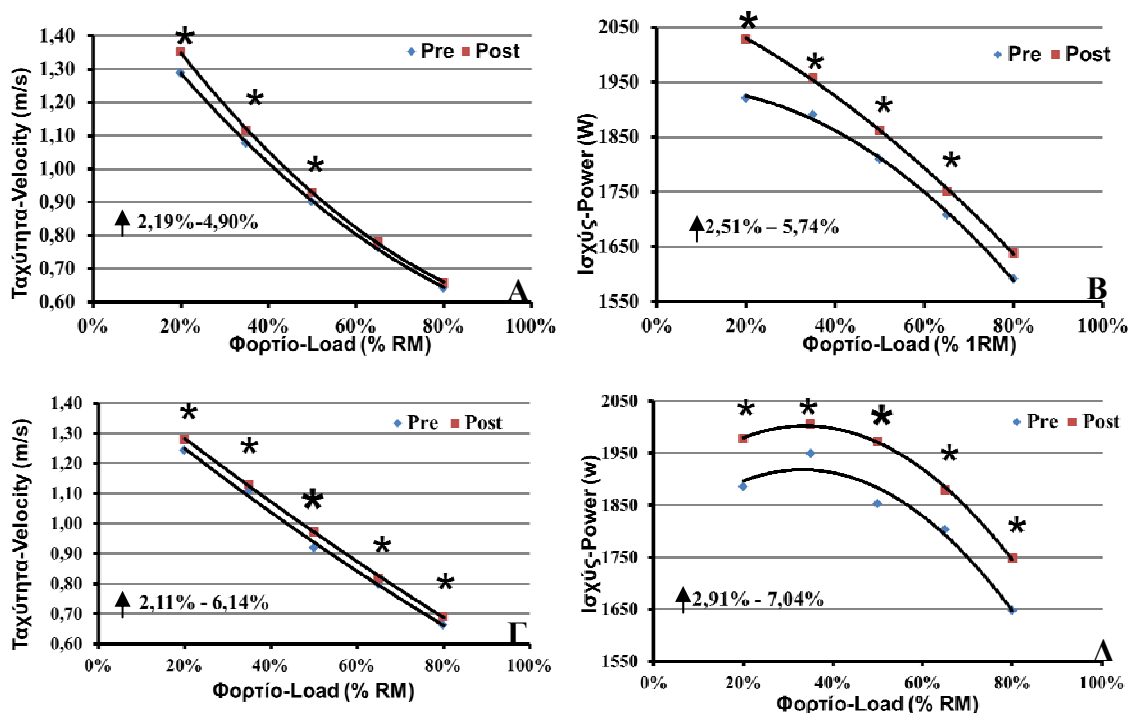 1,40
1,30
1,20
1,10
1,00
0,90
0,80
0,70
0,60
Ταχύτητα-Velocity (m/s)
*
*
*
Pre Post
2,19%-4,90%
A
0% 20% 40% 60% 80% 100%
Φορτίο-Load (% RM)
2050
1950
1850
1750
1650
1550
Ισχύς-Power (W)
*
*
*
*
Pre Post
2,51% – 5,74%
B
0% 20% 40% 60% 80% 100%
Φορτίο-Load (% 1RM)
1,40
1,30
1,20
1,10
1,00
0,90
0,80
0,70
0,60
Ταχύτητα-Velocity (m/s)
*
*
*
*
*
Pre Post
2,11% - 6,14%
Γ
0% 20% 40% 60% 80% 100%
Φορτίο-Load (% RM)
2050
1950
1850
1750
1650
1550
Ισχύς-Power (w)
*
*
*
*
*
Pre Post
2,91% - 7,04%
Δ
0% 20% 40% 60% 80% 100%
Φορτίο-Load (% RM)